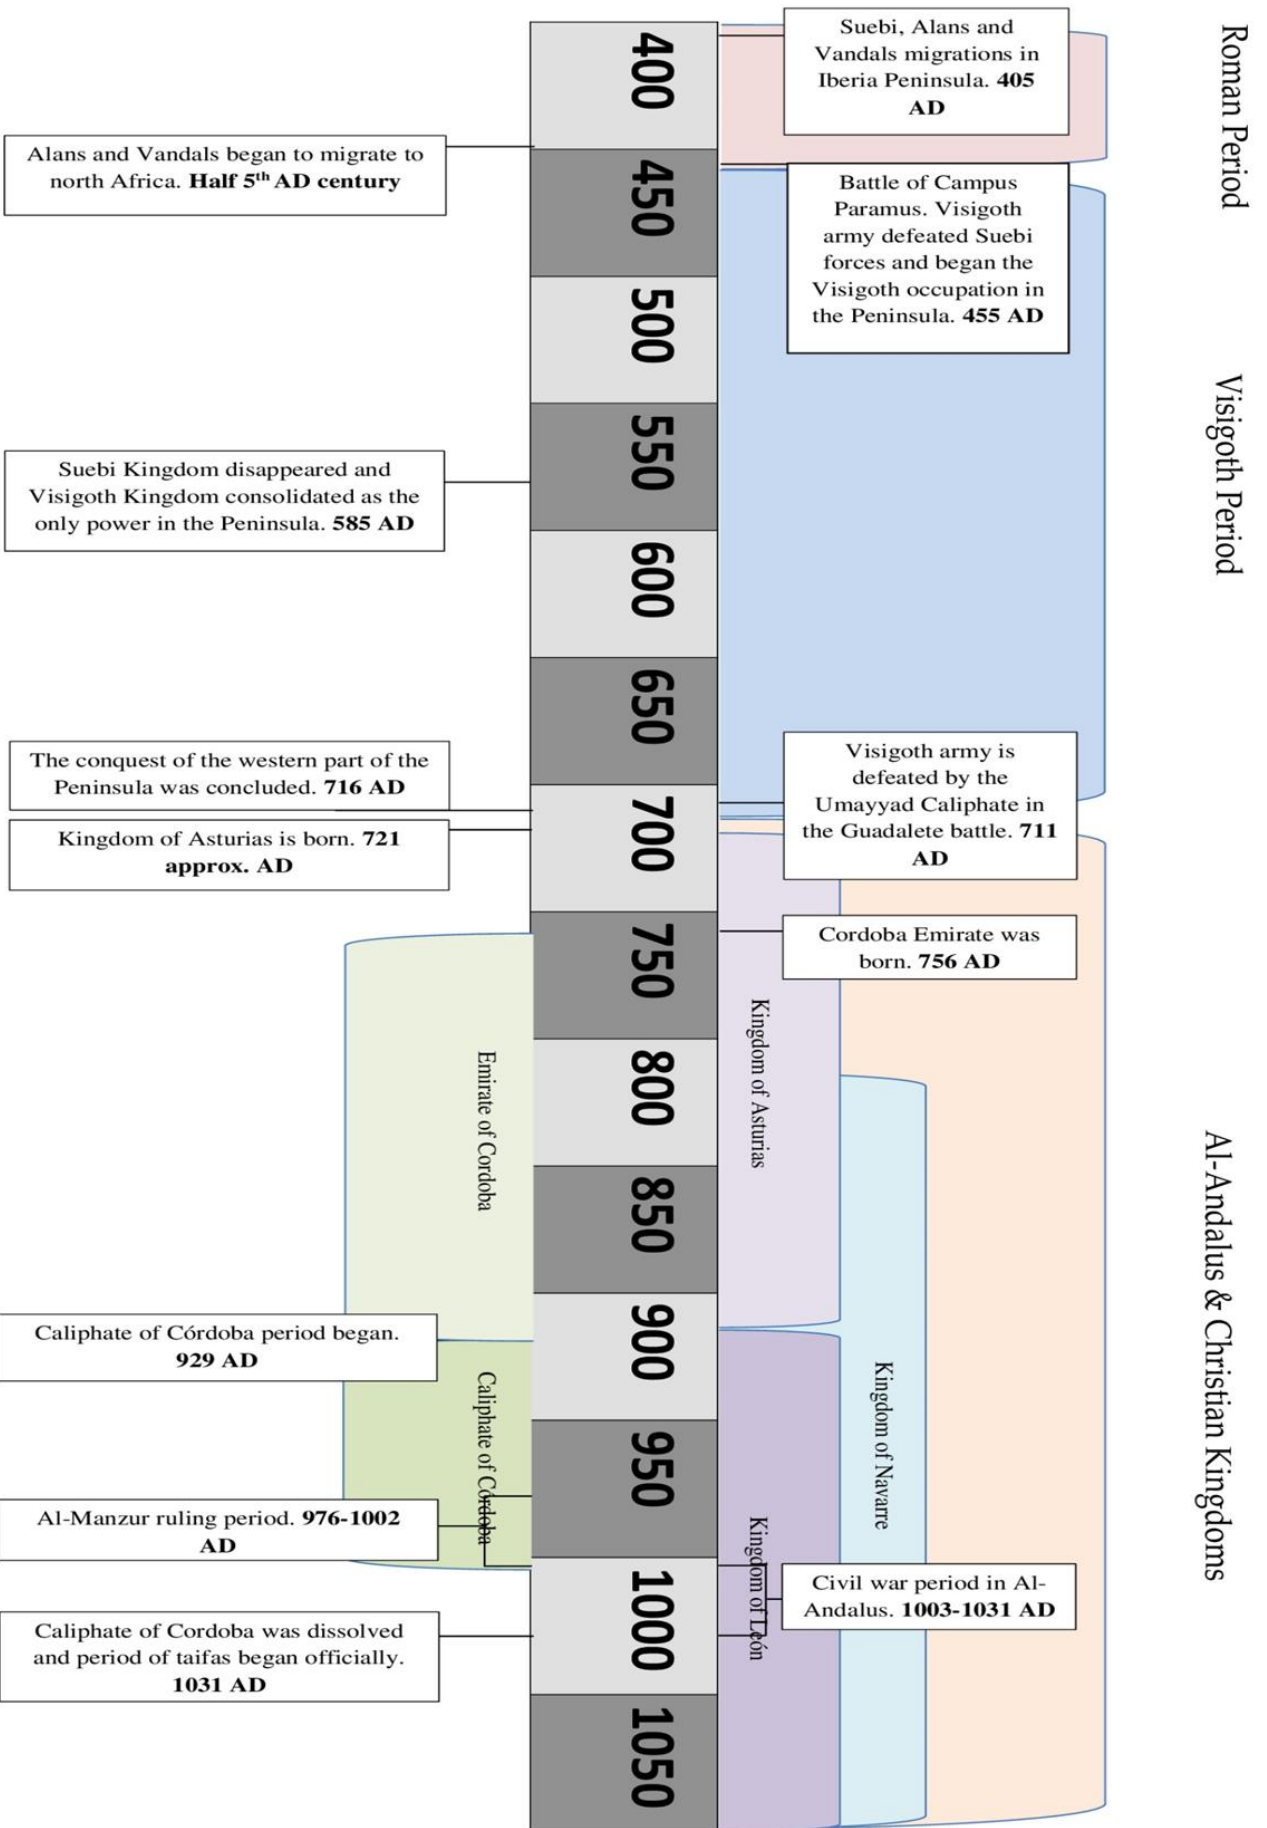 Roman Period
Visigoth Period
Al-Andalus & Christian Kingdoms
400
450
500
550
600
650
700
750
800
850
900
950
1000
1050
Suebi, Alans and
Vandals migrations in
Iberia Peninsula. 405
AD
Alans and Vandals began to migrate to
north Africa. Half 5th AD century
Battle of Campus
Paramus. Visigoth
army defeated Suebi
forces and began the
Visigoth occupation in
the Peninsula. 455 AD
Suebi Kingdom disappeared and
Visigoth Kingdom consolidated as the
only power in the Peninsula. 585 AD
Visigoth army is
defeated by the
Umayyad Caliphate in
the Guadalete battle. 711
AD
The conquest of the western part of the
Peninsula was concluded. 716 AD
Kingdom of Asturias is born. 721
approx. AD
Cordoba Emirate was
born. 756 AD
Kingdom of Asturias
Emirate of Cordoba
Caliphate of Córdoba period began.
929 AD
Caliphate of Córdoba
Kingdom of Navarre
Kingdom of León
Al-Manzur ruling period. 976-1002
AD
Civil war period in Al-
Andalus. 1003-1031 AD
Caliphate of Cordoba was dissolved
and period of taifas began officially.
1031 AD